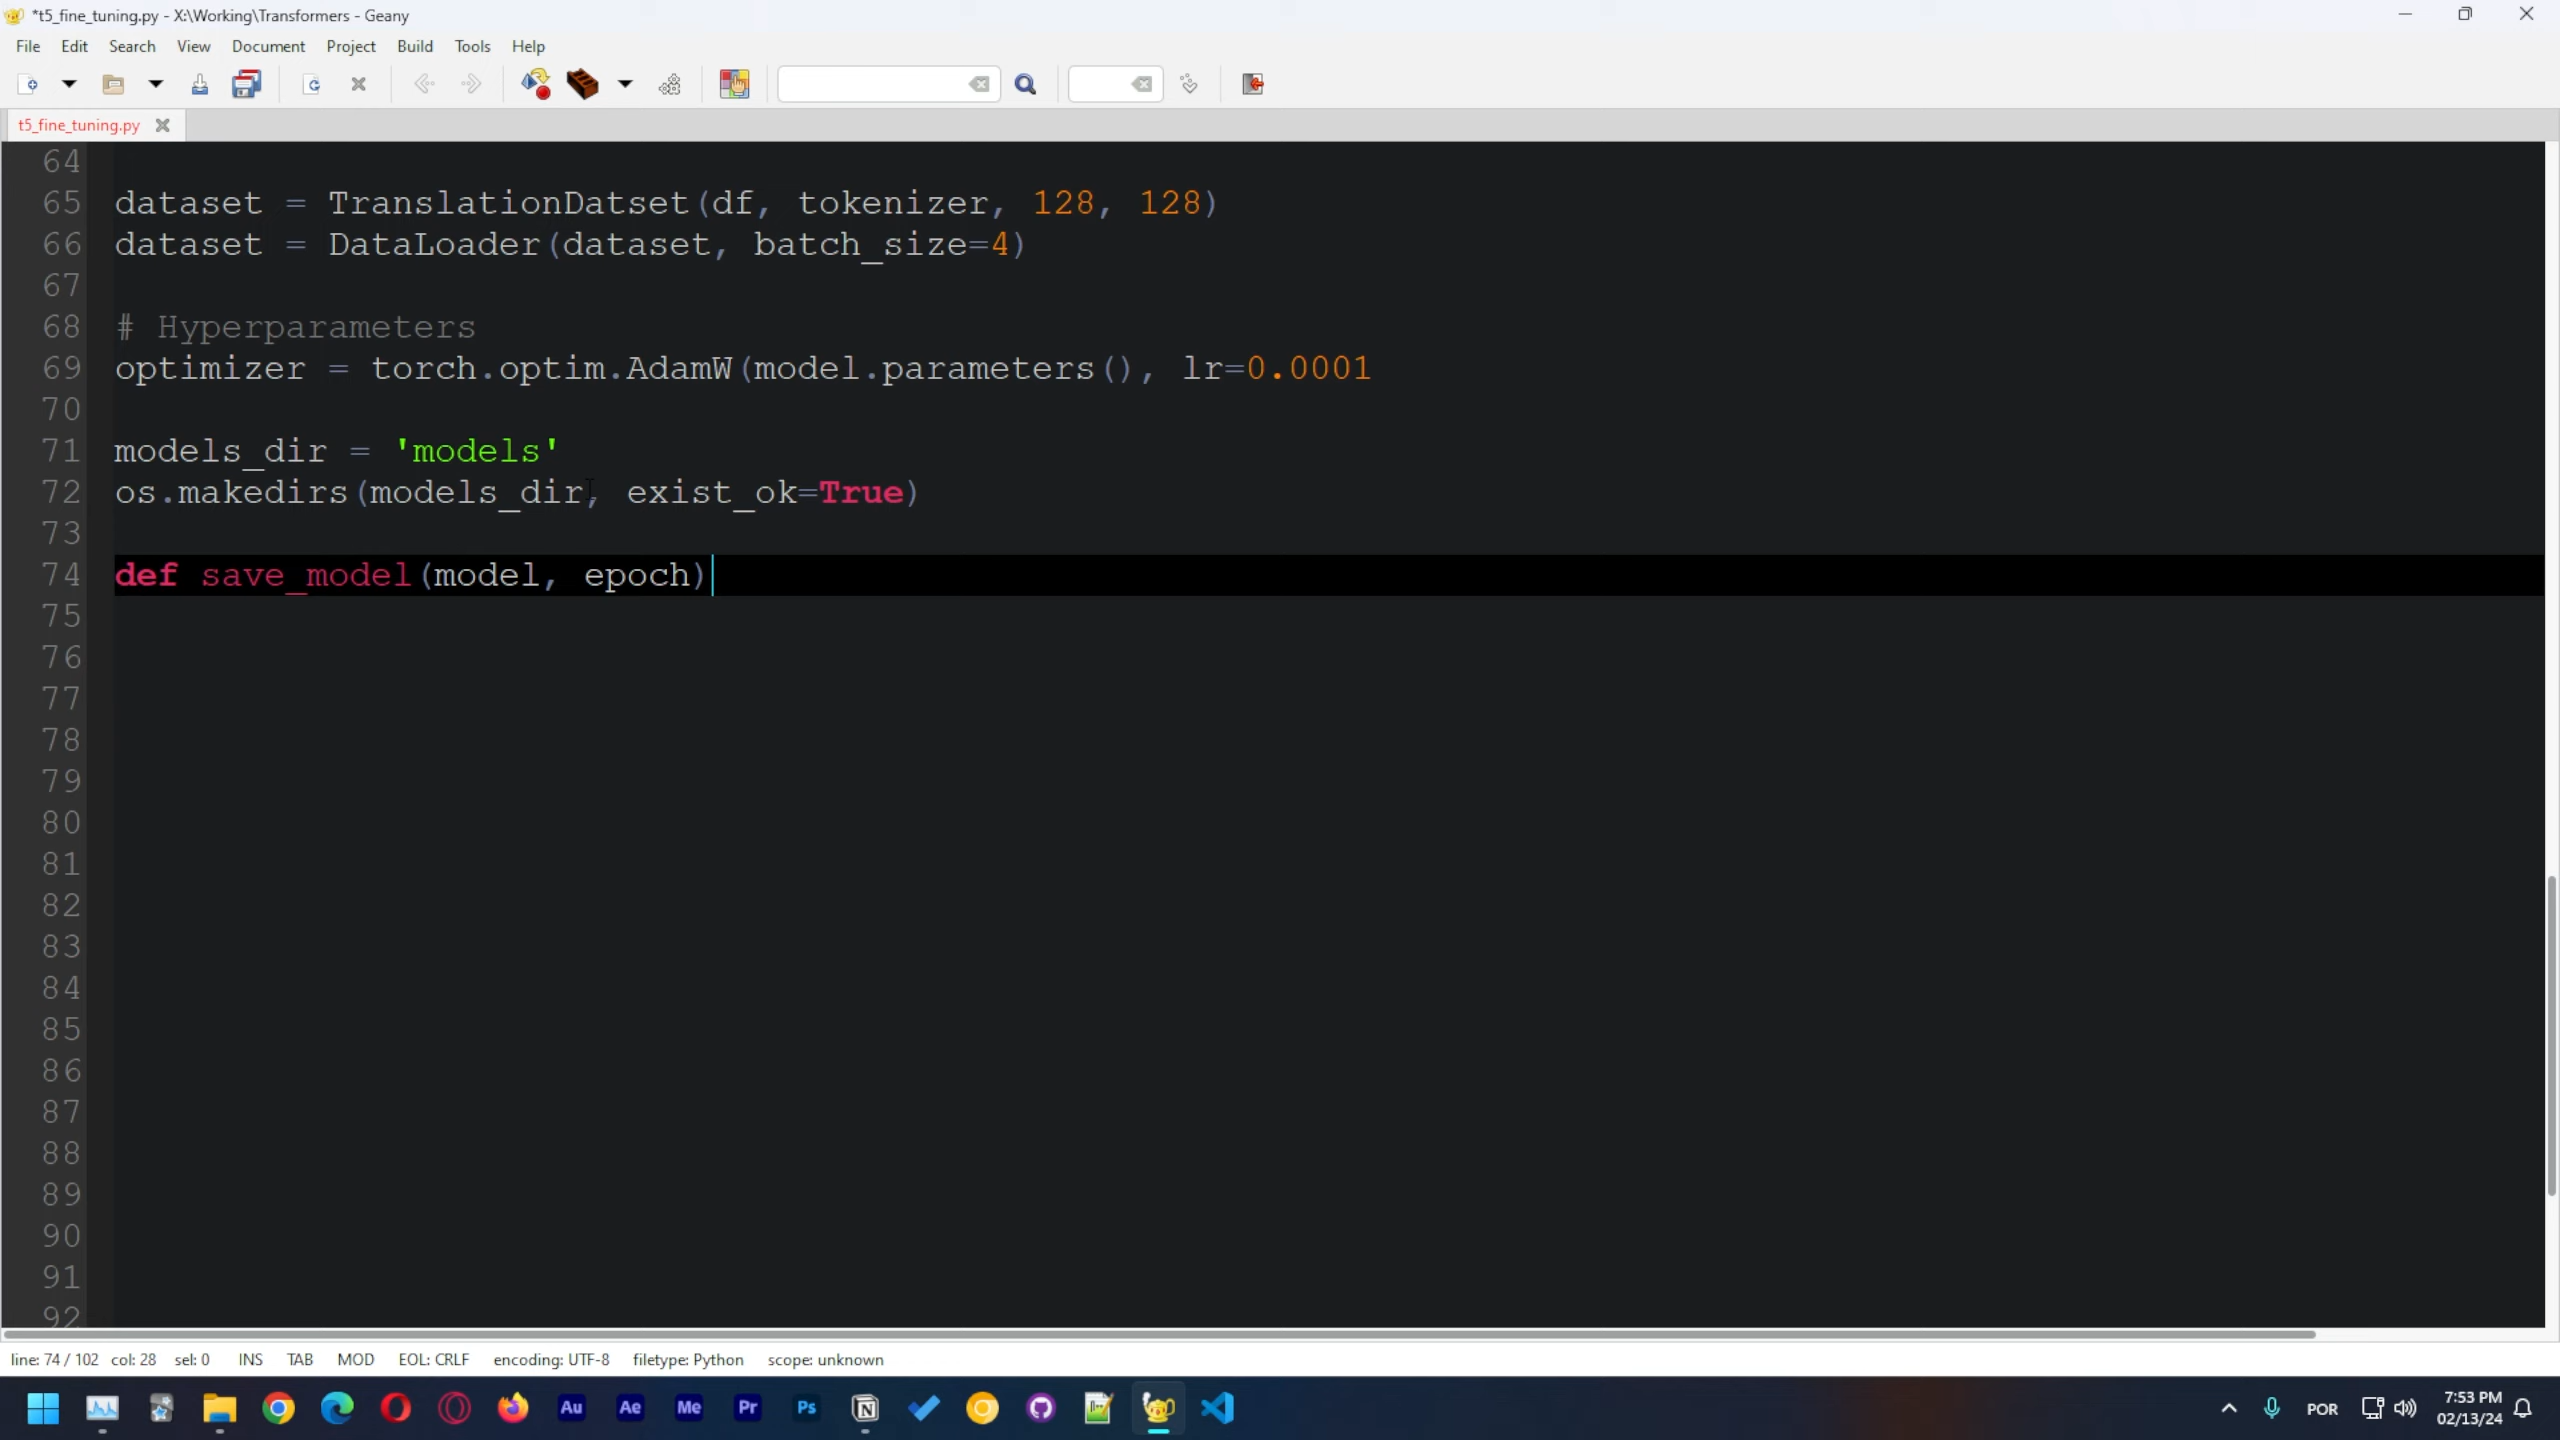 *t5_fine_tuning.py - X:\Working\Transformers - Geany
File Edit Search View Document Project Build Tools Help
t5_fine_tuning.py
64
65 dataset = TranslationDatset(df, tokenizer, 128, 128)
66 dataset = DataLoader(dataset, batch_size=4)
67
68 # Hyperparameters
69 optimizer = torch.optim.AdamW(model.parameters(), lr=0.0001
70
71 models_dir = 'models'
72 os.makedirs(models_dir, exist_ok=True)
73
74 def save_model(model, epoch)
75
76
77
78
79
80
81
82
83
84
85
86
87
88
89
90
91
92
line: 74 / 102 col: 28 sel: 0 INS TAB MOD EOL: CRLF encoding: UTF-8 filetype: Python scope: unknown
Au Ae Me Pr Ps N POR 7:53 PM
02/13/24